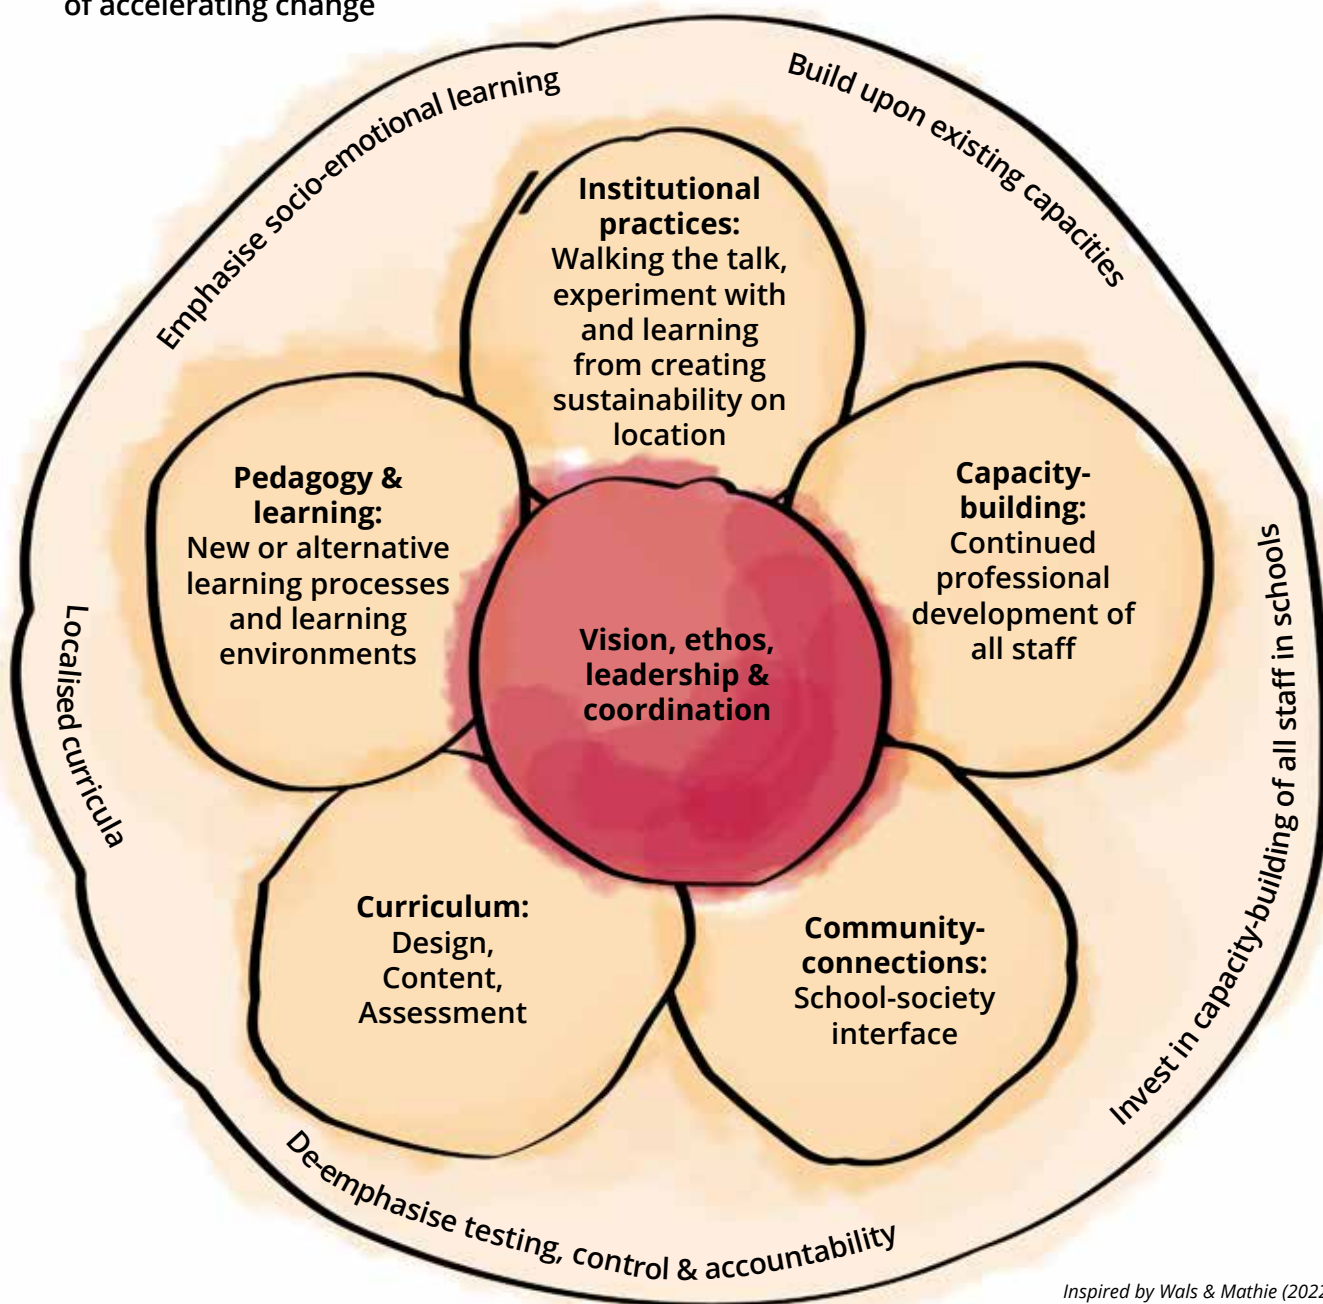 of accelerating change
Emphasise socio-emotional learning
Build upon existing capacities
Institutional
practices:
Walking the talk,
experiment with
and learning
from creating
sustainability on
location
Pedagogy &
learning:
New or alternative
learning processes
and learning
environments
Capacity-
building:
Continued
professional
development of
all staff
Vision, ethos,
leadership &
coordination
Localised curricula
Invest in capacity-building of all staff in schools
Curriculum:
Design,
Content,
Assessment
Community-
connections:
School-society
interface
De-emphasise testing, control & accountability
Inspired by Wals & Mathie (2022